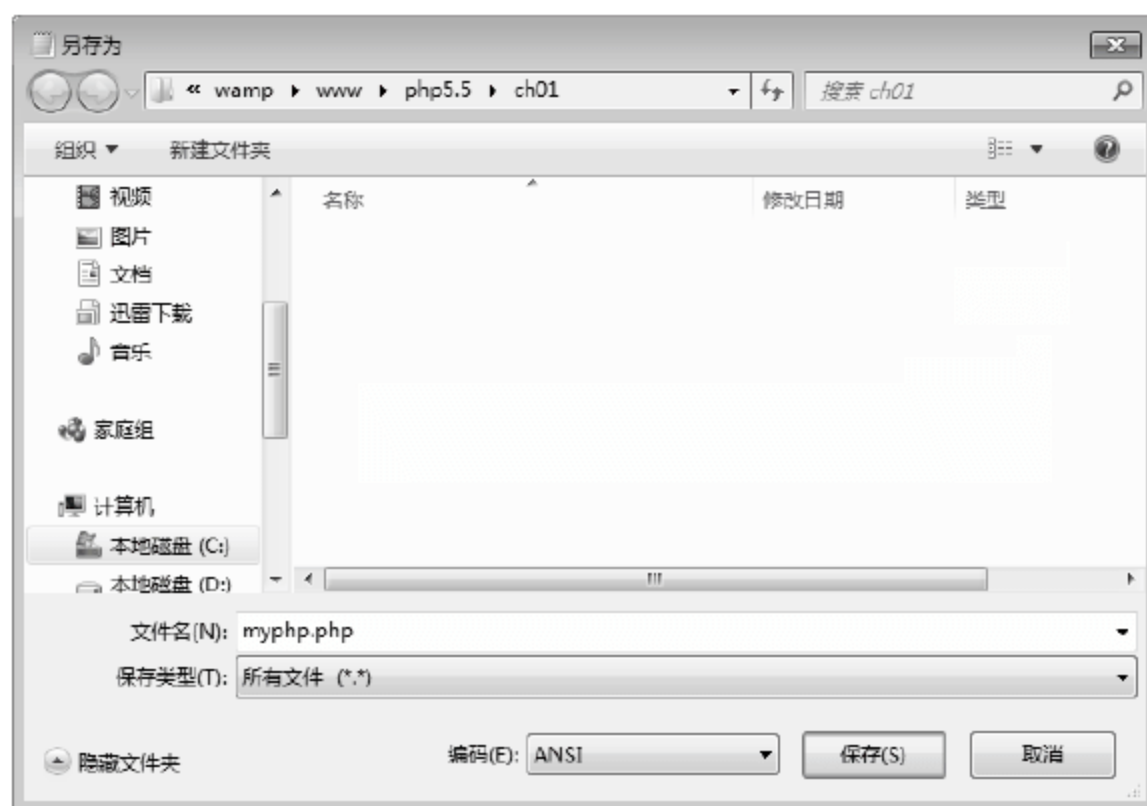 另存为
« wamp ▸ www ▸ php5.5 ▸ ch01
搜索 ch01
组织 ▼ 新建文件夹
名称 修改日期 类型
视频
图片
文档
迅雷下载
音乐
家庭组
计算机
本地磁盘 (C:)
本地磁盘 (D:)
文件名(N): myphp.php
保存类型(T): 所有文件 (*.*)
隐藏文件夹 编码(E): ANSI 保存(S) 取消